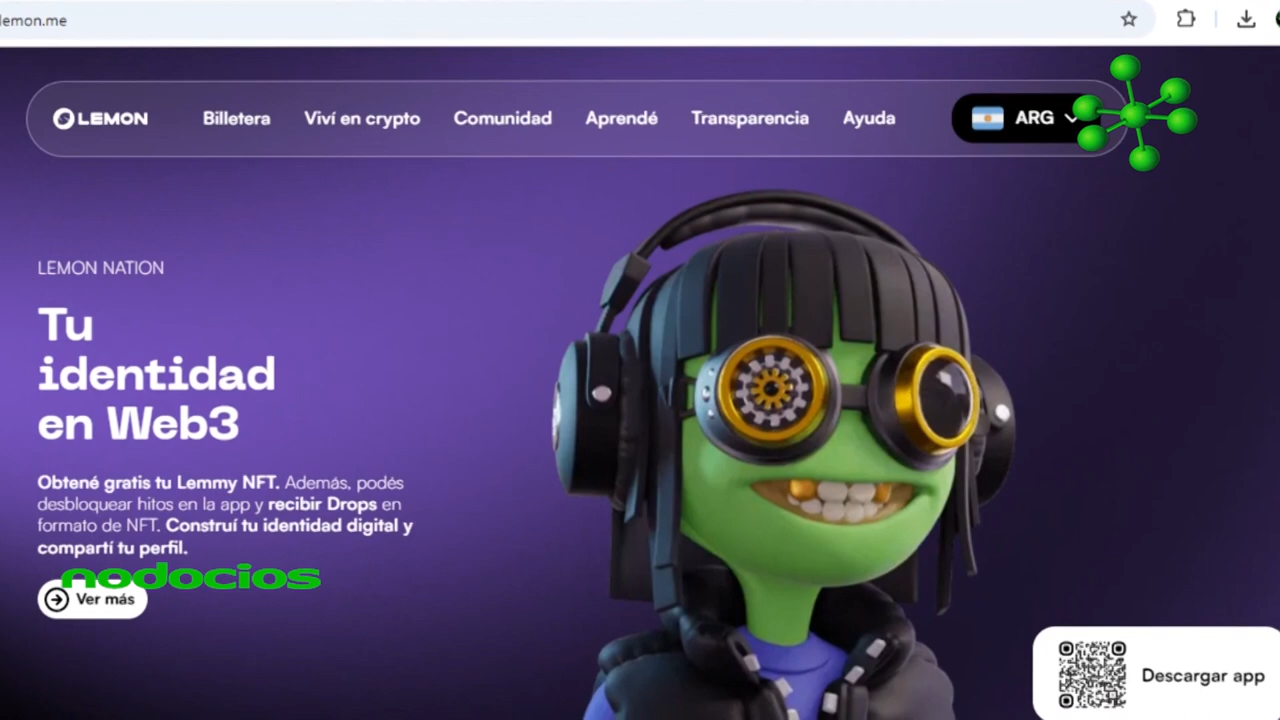 lemon.me
LEMON Billetera Viví en crypto Comunidad Aprendé Transparencia Ayuda ARG
LEMON NATION
Tu
identidad
en Web3
Obtené gratis tu Lemmy NFT. Además, podés
desbloquear hitos en la app y recibir Drops en
formato de NFT. Construí tu identidad digital y
compartí tu perfil.
nodocios
Ver más
Descargar app